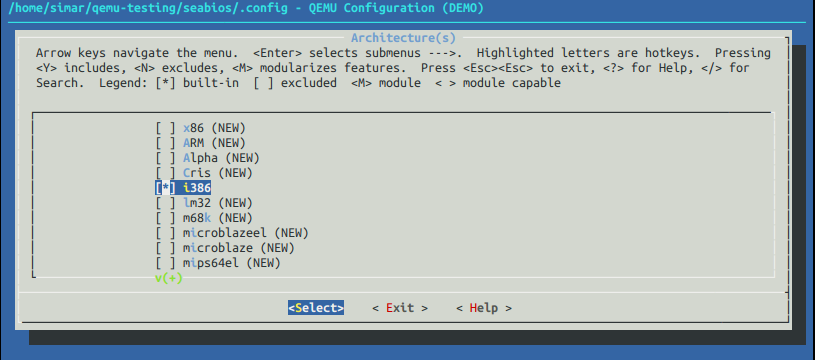 /home/simar/qemu-testing/seabios/.config - QEMU Configuration (DEMO)
Architecture(s)
Arrow keys navigate the menu.  <Enter> selects submenus --->.  Highlighted letters are hotkeys.  Pressing
<Y> includes, <N> excludes, <M> modularizes features.  Press <Esc><Esc> to exit, <?> for Help, </> for
Search.  Legend: [*] built-in  [ ] excluded  <M> module  < > module capable
[ ] x86 (NEW)
[ ] ARM (NEW)
[ ] Alpha (NEW)
[ ] Cris (NEW)
[*] i386
[ ] lm32 (NEW)
[ ] m68k (NEW)
[ ] microblazeel (NEW)
[ ] microblaze (NEW)
[ ] mips64el (NEW)
v(+)
<Select>    < Exit >    < Help >